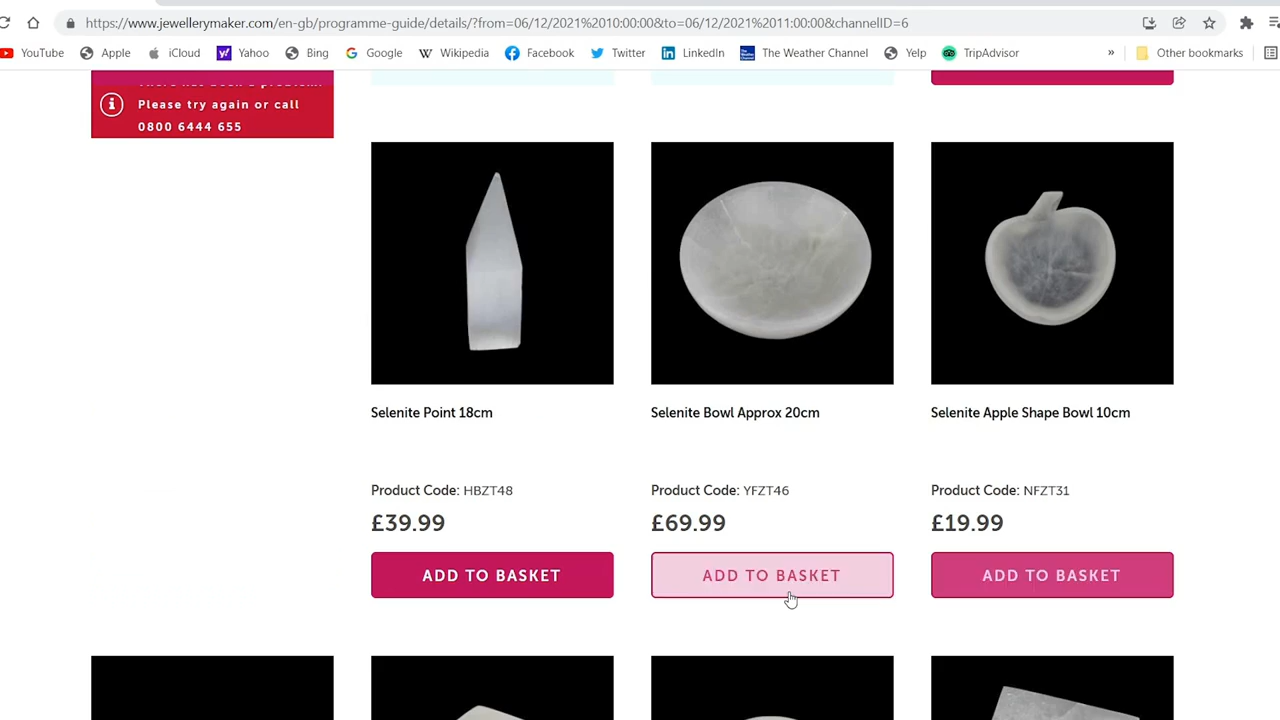 https://www.jewellerymaker.com/en-gb/programme-guide/details/?from=06/12/2021%2010:00:00&to=06/12/2021%2011:00:00&channelID=6
YouTube Apple iCloud Yahoo Bing Google Wikipedia Facebook Twitter LinkedIn The Weather Channel Yelp TripAdvisor » Other bookmarks
Please try again or call
0800 6444 655
Selenite Point 18cm
Product Code: HBZT48
£39.99
ADD TO BASKET
Selenite Bowl Approx 20cm
Product Code: YFZT46
£69.99
ADD TO BASKET
Selenite Apple Shape Bowl 10cm
Product Code: NFZT31
£19.99
ADD TO BASKET